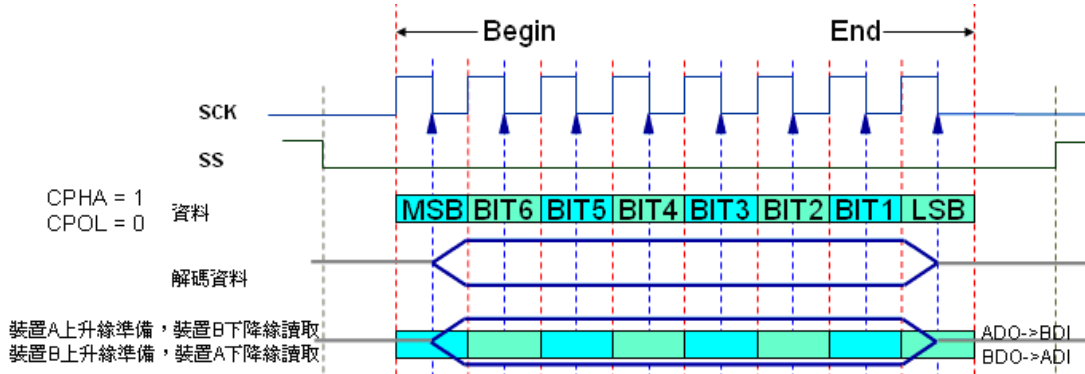 Begin End
SCK
SS
CPHA = 1
CPOL = 0
資料
MSB BIT6 BIT5 BIT4 BIT3 BIT2 BIT1 LSB
解碼資料
裝置A上升緣準備，裝置B下降緣讀取
裝置B上升緣準備，裝置A下降緣讀取
ADO->BDI
BDO->ADI